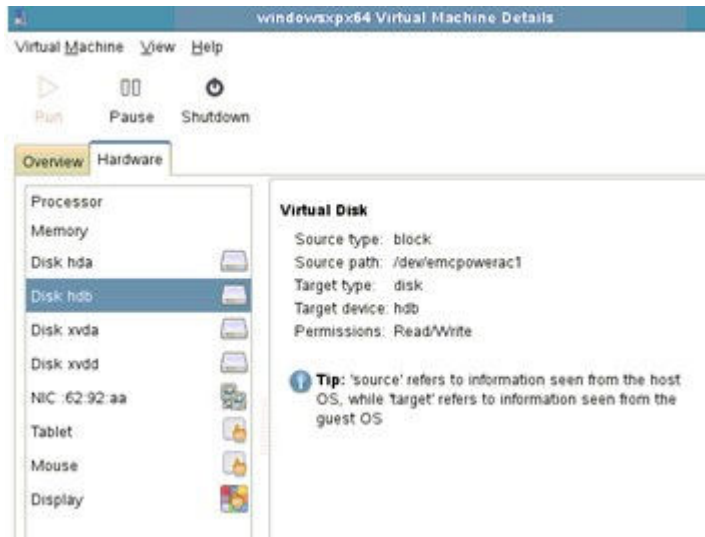 windowsxpx64 Virtual Machine Details
Virtual Machine View Help
Run Pause Shutdown
Overview Hardware
Processor
Memory
Disk hda
Disk hdb
Disk xvda
Disk xvdd
NIC :62:92:aa
Tablet
Mouse
Display
Virtual Disk
Source type: block
Source path: /dev/emcpowerac1
Target type: disk
Target device: hdb
Permissions: Read/Write
Tip: 'source' refers to information seen from the host
OS, while 'target' refers to information seen from the
guest OS